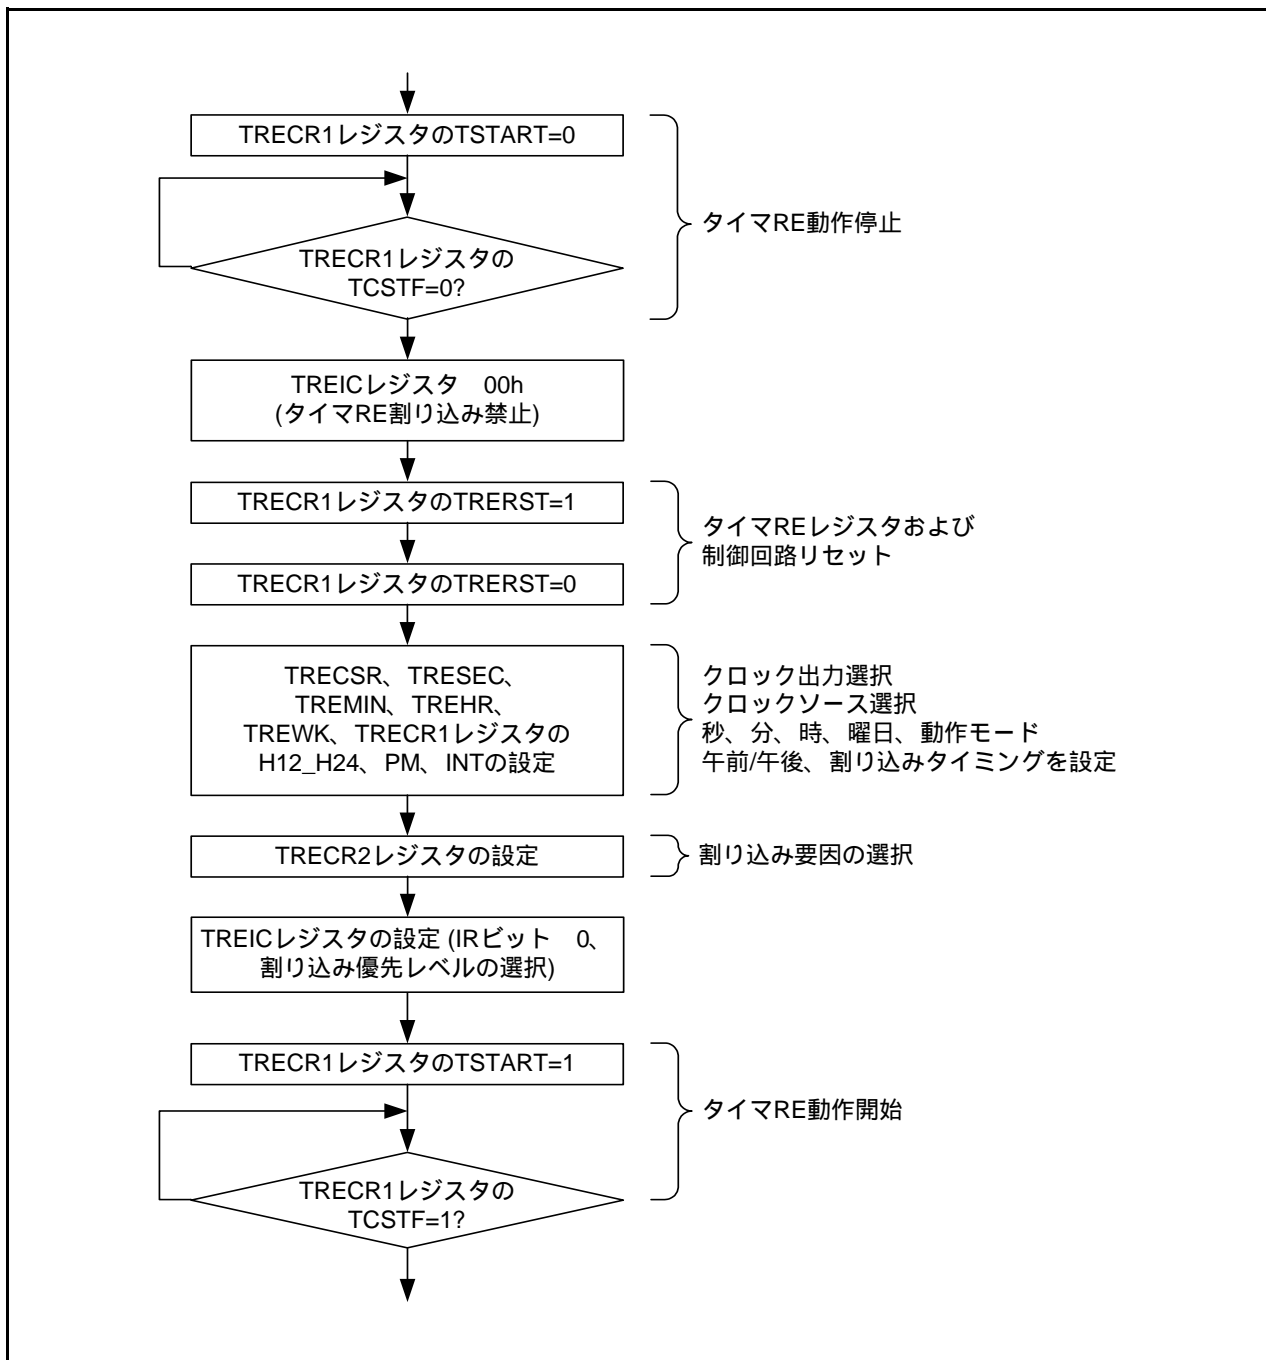 TRECR1レジスタのTSTART=0
タイマRE動作停止
TRECR1レジスタの
TCSTF=0?
TREICレジスタ　00h
(タイマRE割り込み禁止)
TRECR1レジスタのTRERST=1
タイマREレジスタおよび
制御回路リセット
TRECR1レジスタのTRERST=0
TRECSR、TRESEC、
TREMIN、TREHR、
TREWK、TRECR1レジスタの
H12_H24、PM、INTの設定
クロック出力選択
クロックソース選択
秒、分、時、曜日、動作モード
午前/午後、割り込みタイミングを設定
TRECR2レジスタの設定
割り込み要因の選択
TREICレジスタの設定 (IRビット　0、
割り込み優先レベルの選択)
TRECR1レジスタのTSTART=1
タイマRE動作開始
TRECR1レジスタの
TCSTF=1?